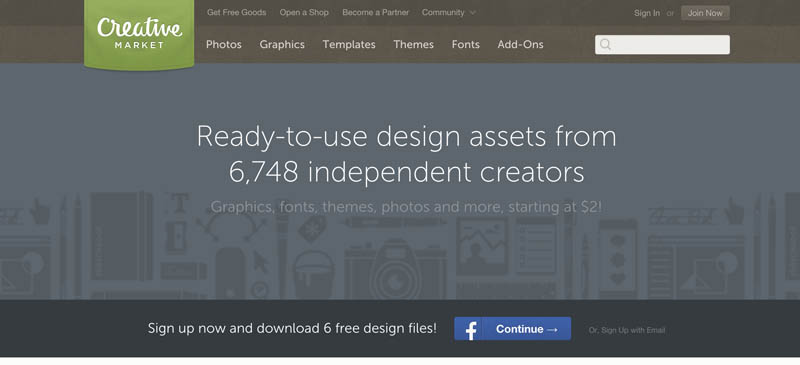 Creative
MARKET
Get Free Goods Open a Shop Become a Partner Community
Sign In or Join Now
Photos Graphics Templates Themes Fonts Add-Ons
Ready-to-use design assets from
6,748 independent creators
Graphics, fonts, themes, photos and more, starting at $2!
Sign up now and download 6 free design files!
f Continue →
Or, Sign Up with Email